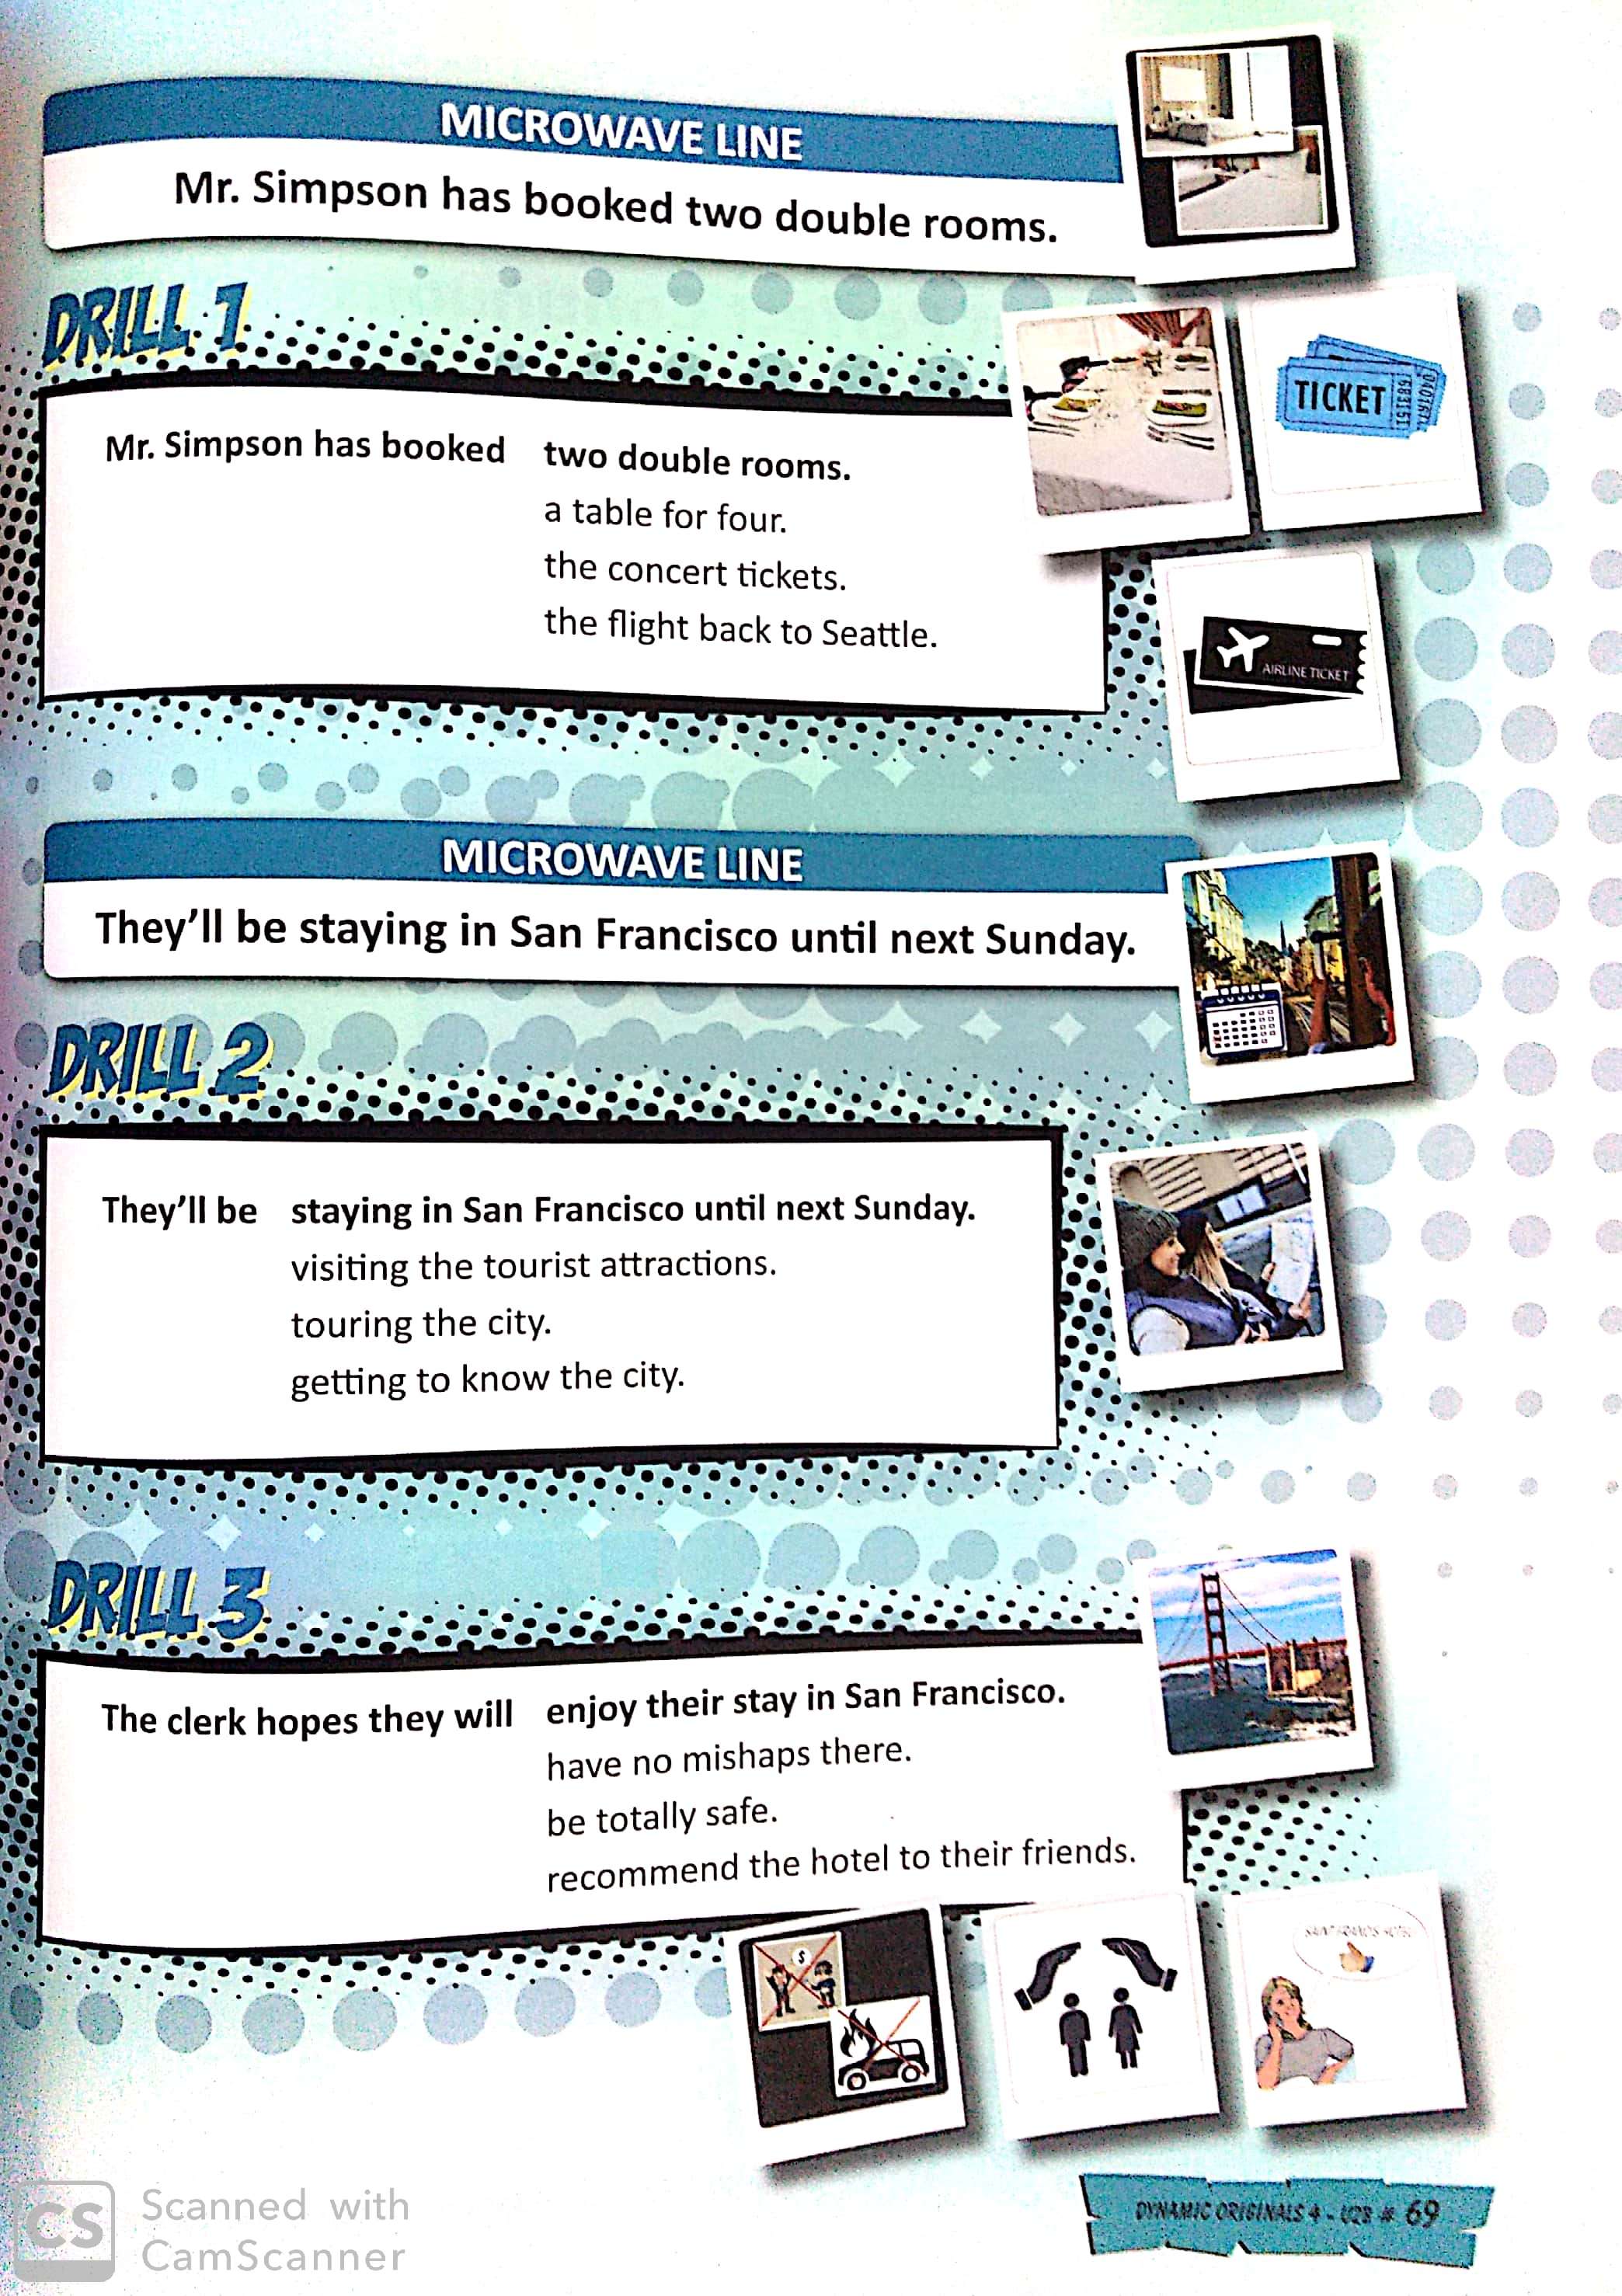 MICROWAVE LINE
Mr. Simpson has booked two double rooms.
DRILL 1
Mr. Simpson has booked two double rooms.
a table for four.
the concert tickets.
the flight back to Seattle.
TICKET
AIRLINE TICKET
MICROWAVE LINE
They'll be staying in San Francisco until next Sunday.
DRILL 2
They'll be staying in San Francisco until next Sunday.
visiting the tourist attractions.
touring the city.
getting to know the city.
DRILL 3
The clerk hopes they will enjoy their stay in San Francisco.
have no mishaps there.
be totally safe.
recommend the hotel to their friends.
$
DYNAMIC ORIGINALS 4 - U28 # 69
CS Scanned with
CamScanner